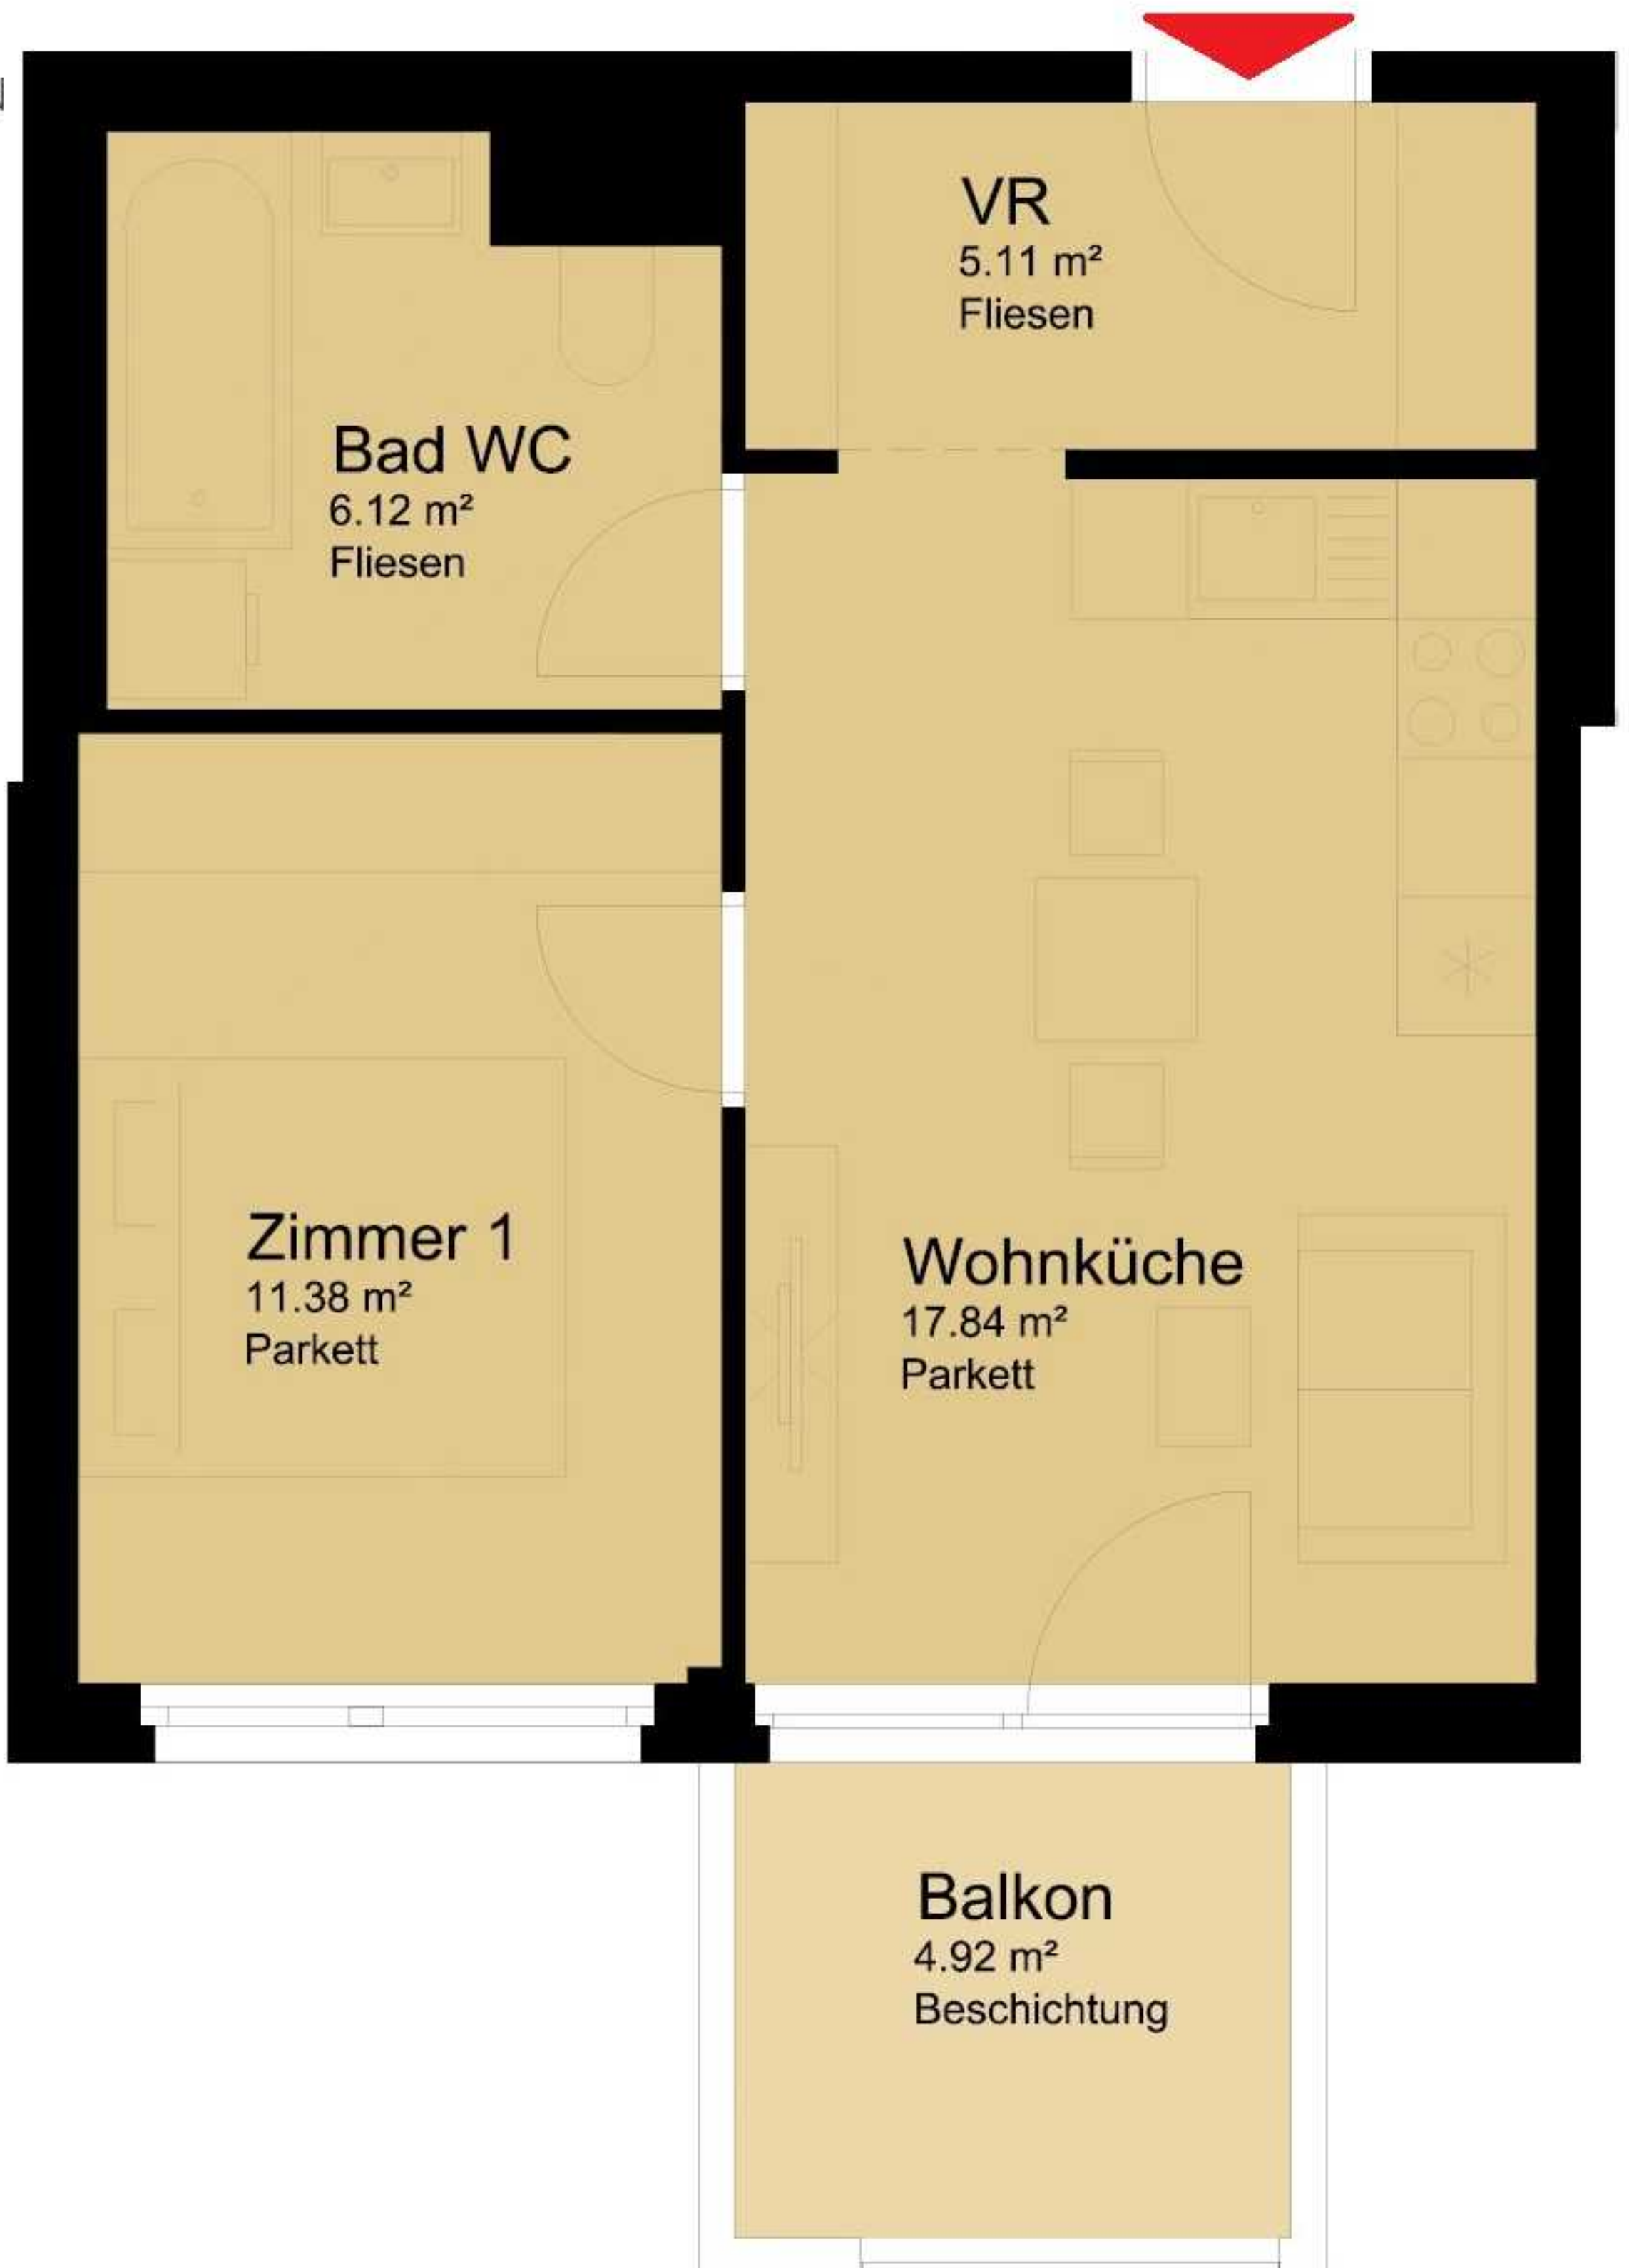 VR
5.11 m²
Fliesen
Bad WC
6.12 m²
Fliesen
Zimmer 1
11.38 m²
Parkett
Wohnküche
17.84 m²
Parkett
Balkon
4.92 m²
Beschichtung